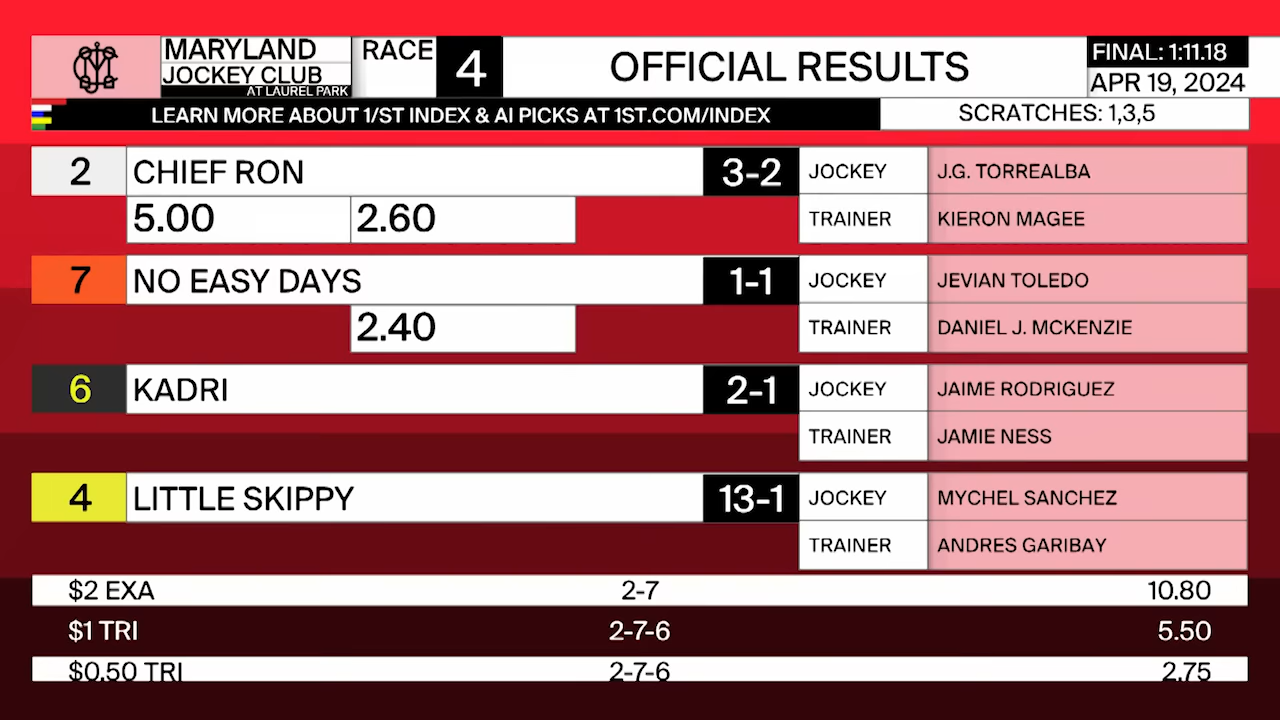 MARYLAND
JOCKEY CLUB
AT LAUREL PARK
RACE 4
OFFICIAL RESULTS
FINAL: 1:11.18
APR 19, 2024
LEARN MORE ABOUT 1/ST INDEX & AI PICKS AT 1ST.COM/INDEX
SCRATCHES: 1,3,5
2 CHIEF RON 3-2 JOCKEY J.G. TORREALBA
5.00 2.60 TRAINER KIERON MAGEE
7 NO EASY DAYS 1-1 JOCKEY JEVIAN TOLEDO
2.40 TRAINER DANIEL J. MCKENZIE
6 KADRI 2-1 JOCKEY JAIME RODRIGUEZ
TRAINER JAMIE NESS
4 LITTLE SKIPPY 13-1 JOCKEY MYCHEL SANCHEZ
TRAINER ANDRES GARIBAY
$2 EXA 2-7 10.80
$1 TRI 2-7-6 5.50
$0.50 TRI 2-7-6 2.75